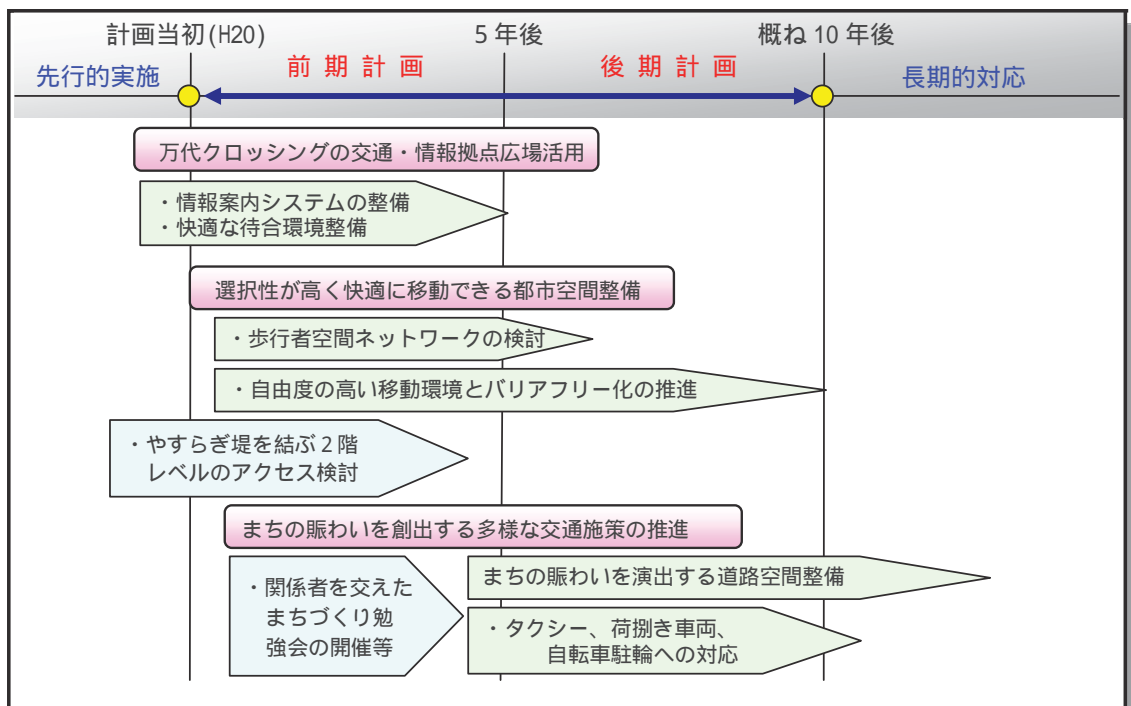 計画当初(H20)
5年後
概ね10年後
先行的実施
前期計画
後期計画
長期的対応
万代クロッシングの交通・情報拠点広場活用
・情報案内システムの整備
・快適な待合環境整備
選択性が高く快適に移動できる都市空間整備
・歩行者空間ネットワークの検討
・自由度の高い移動環境とバリアフリー化の推進
・やすらぎ堤を結ぶ2階
レベルのアクセス検討
まちの賑わいを創出する多様な交通施策の推進
・関係者を交えた
まちづくり勉
強会の開催等
まちの賑わいを演出する道路空間整備
・タクシー、荷捌き車両、
自転車駐輪への対応